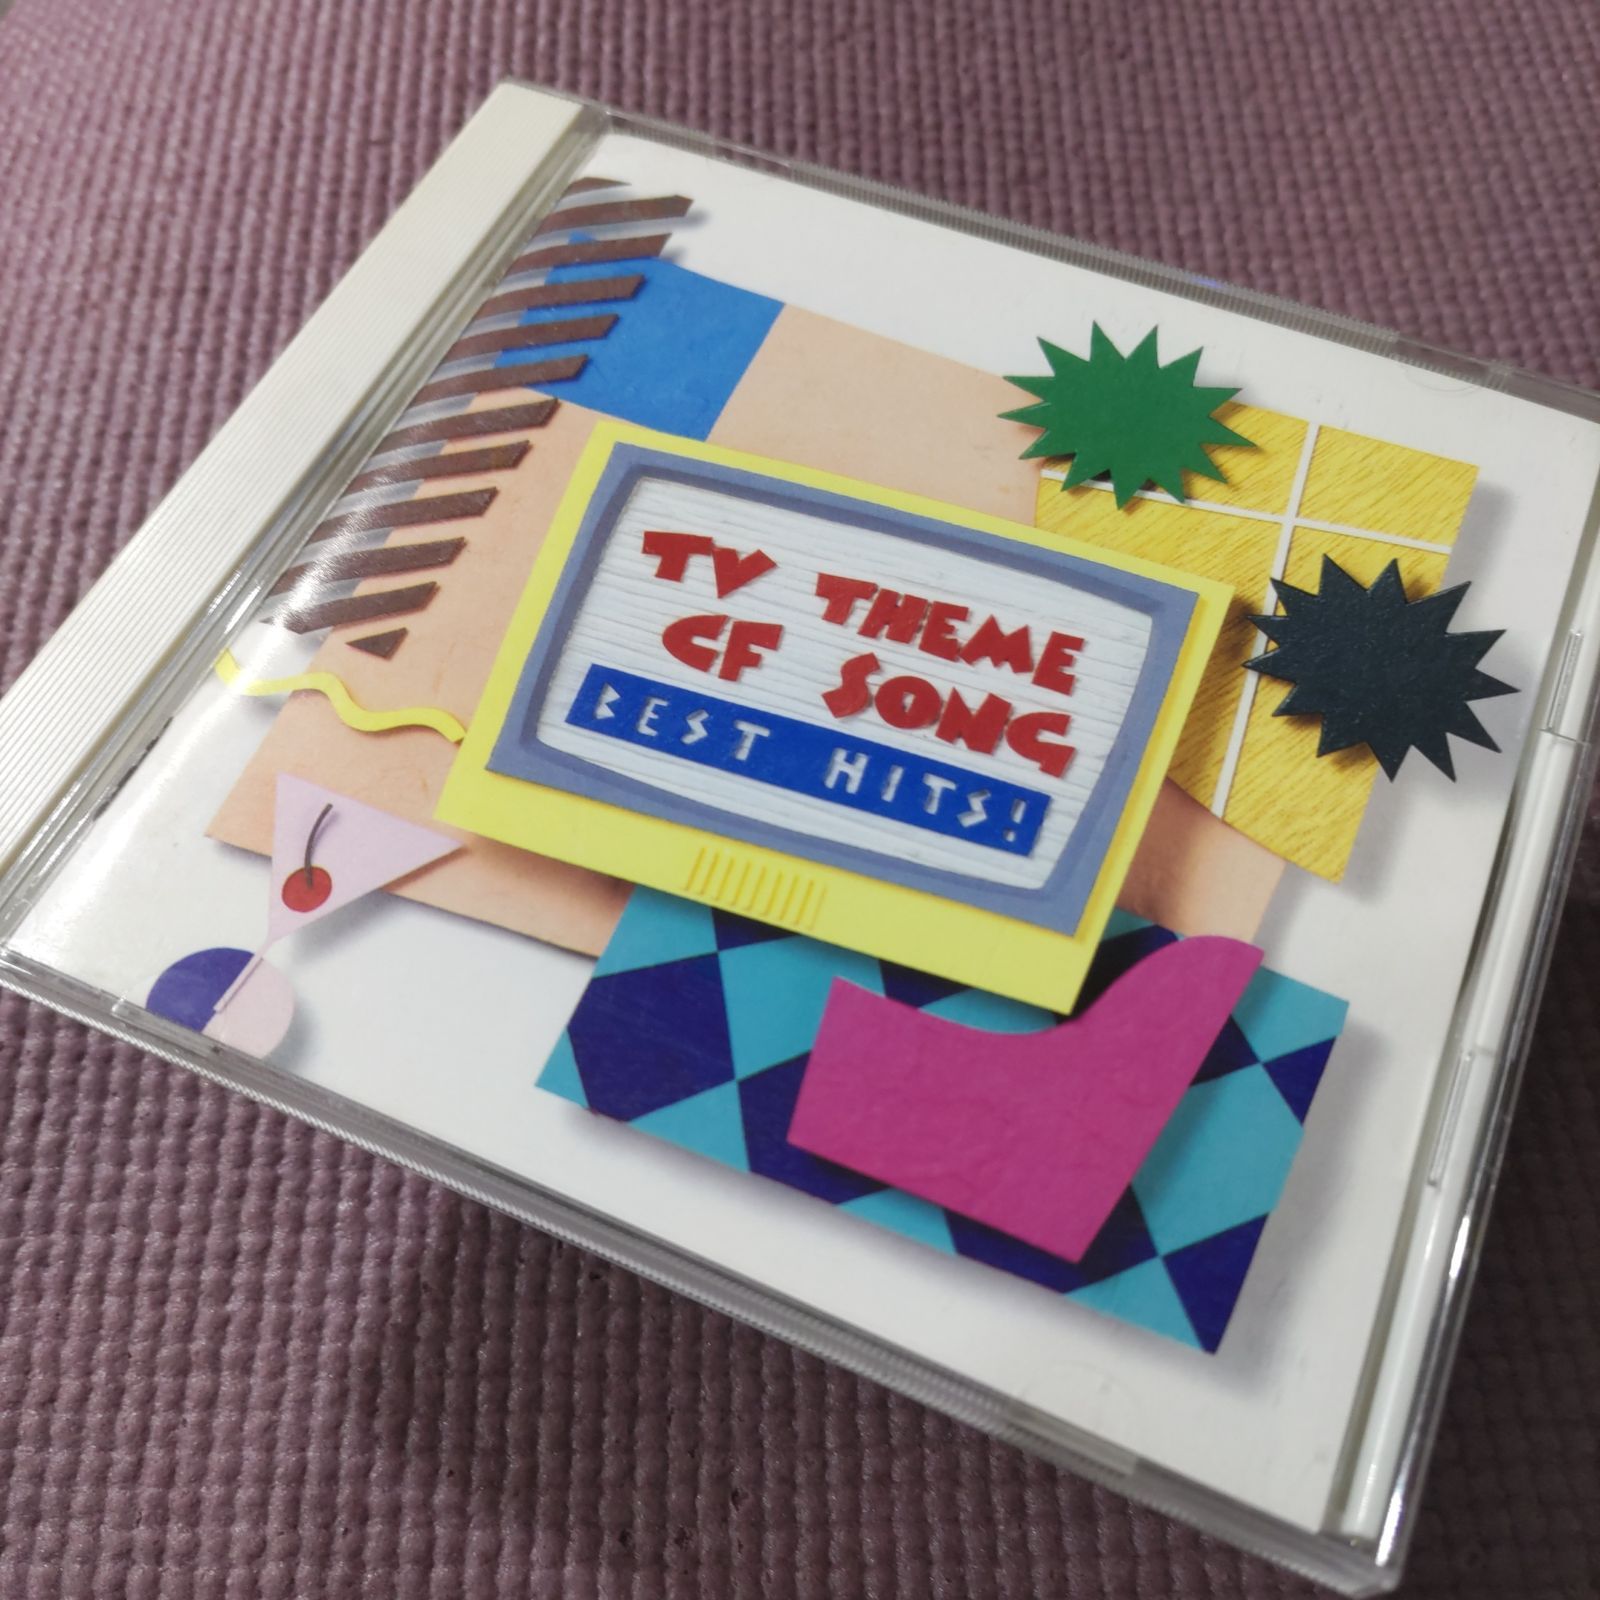 TV THEME
CF SONG
BEST HITS!